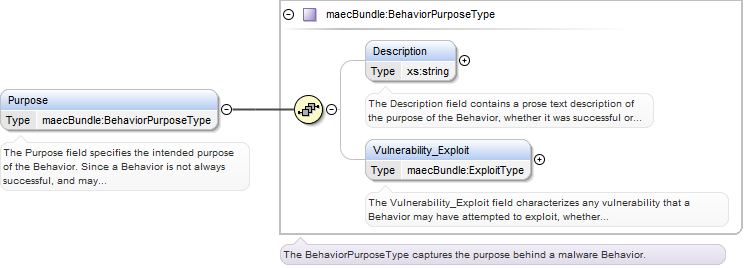 maecBundle:BehaviorPurposeType
Description
Type xs:string
The Description field contains a prose text description of
the purpose of the Behavior, whether it was successful or...
Purpose
Type maecBundle:BehaviorPurposeType
The Purpose field specifies the intended purpose
of the Behavior. Since a Behavior is not always
successful, and may...
Vulnerability_Exploit
Type maecBundle:ExploitType
The Vulnerability_Exploit field characterizes any vulnerability that a
Behavior may have attempted to exploit, whether...
The BehaviorPurposeType captures the purpose behind a malware Behavior.